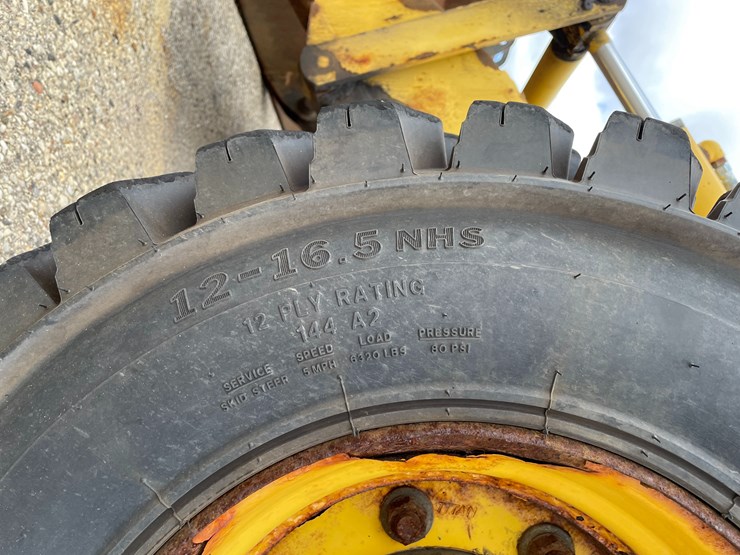 12-16.5 NHS
12 PLY RATING
144 A2
SERVICE SPEED LOAD PRESSURE
SKID STEER 5 MPH 6320 LBS 80 PSI